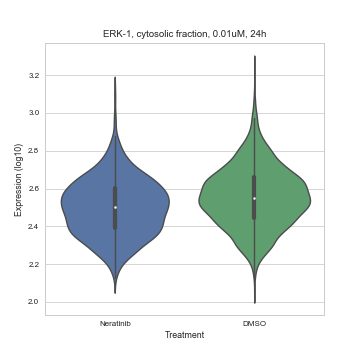 ERK-1, cytosolic fraction, 0.01uM, 24h
3.2
3.0
2.8
2.6
2.4
2.2
2.0
Expression (log10)
Neratinib
DMSO
Treatment